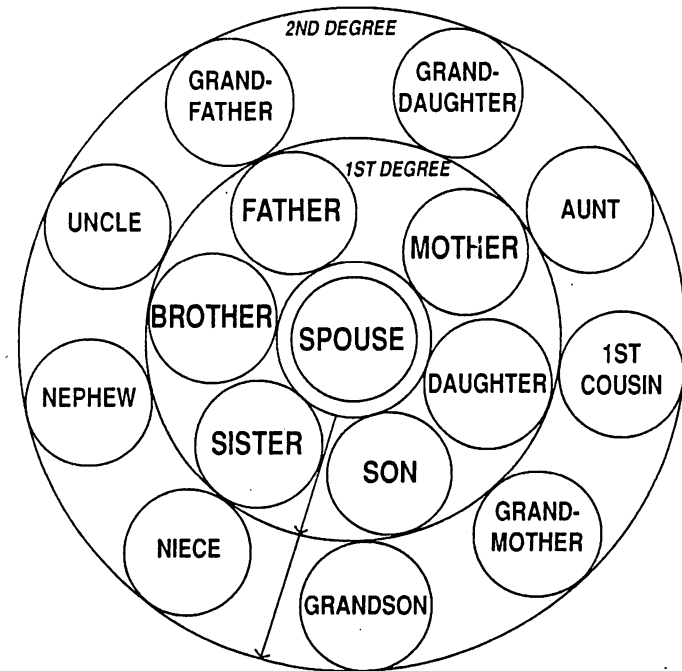 2ND DEGREE
GRAND-
FATHER
GRAND-
DAUGHTER
1ST DEGREE
UNCLE
FATHER
AUNT
MOTHER
BROTHER
SPOUSE
1ST
COUSIN
NEPHEW
DAUGHTER
SISTER
SON
GRAND-
MOTHER
NIECE
GRANDSON